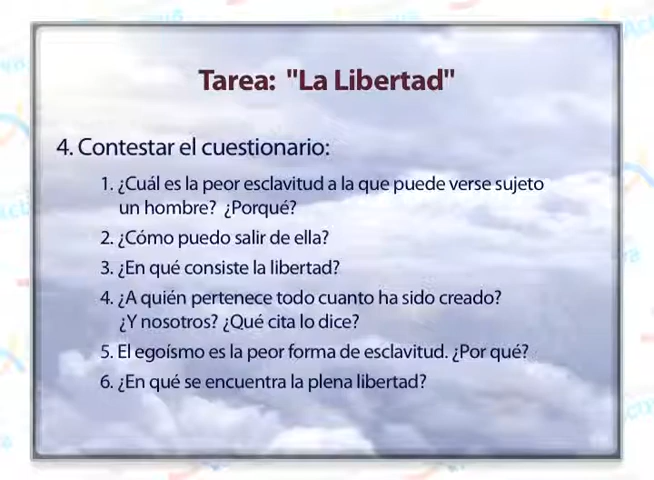 Tarea: "La Libertad"
4. Contestar el cuestionario:
1. ¿Cuál es la peor esclavitud a la que puede verse sujeto
un hombre? ¿Porqué?
2. ¿Cómo puedo salir de ella?
3. ¿En qué consiste la libertad?
4. ¿A quién pertenece todo cuanto ha sido creado?
¿Y nosotros? ¿Qué cita lo dice?
5. El egoísmo es la peor forma de esclavitud. ¿Por qué?
6. ¿En qué se encuentra la plena libertad?